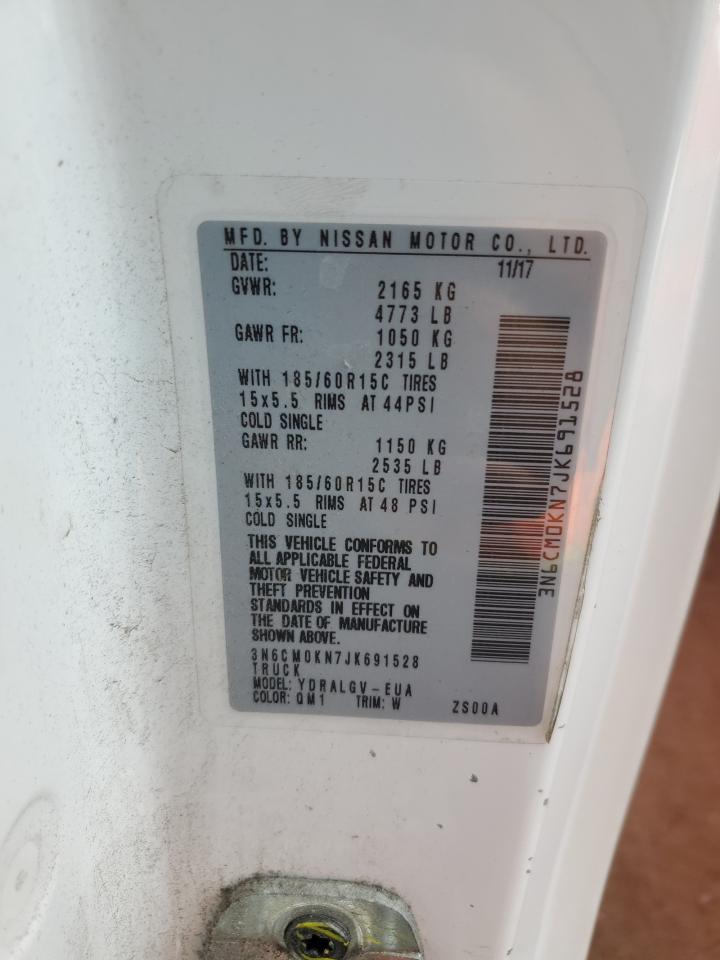 MFD. BY NISSAN MOTOR CO., LTD.
DATE: 11/17
GVWR: 2165 KG
4773 LB
GAWR FR: 1050 KG
2315 LB
WITH 185/60R15C TIRES
15x5.5 RIMS AT 44PSI
COLD SINGLE
GAWR RR: 1150 KG
2535 LB
WITH 185/60R15C TIRES
15x5.5 RIMS AT 48 PSI
COLD SINGLE
THIS VEHICLE CONFORMS TO
ALL APPLICABLE FEDERAL
MOTOR VEHICLE SAFETY AND
THEFT PREVENTION
STANDARDS IN EFFECT ON
THE DATE OF MANUFACTURE
SHOWN ABOVE.
3N6CM0KN7JK691528
TRUCK
MODEL: YDRALGV-EUA
COLOR: QM1 TRIM: W ZS00A
3N6CM0KN7JK691528